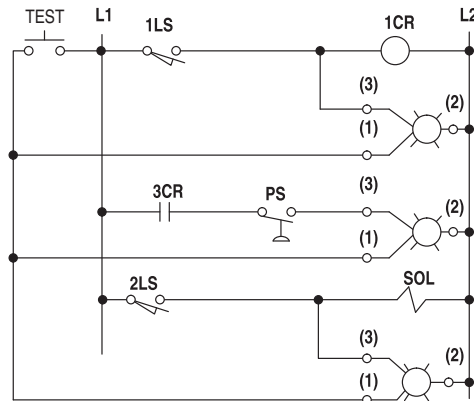 TEST L1 1LS 1CR L2
(3)
(2)
(1)
3CR PS (3)
(2)
(1)
2LS SOL
(3)
(2)
(1)